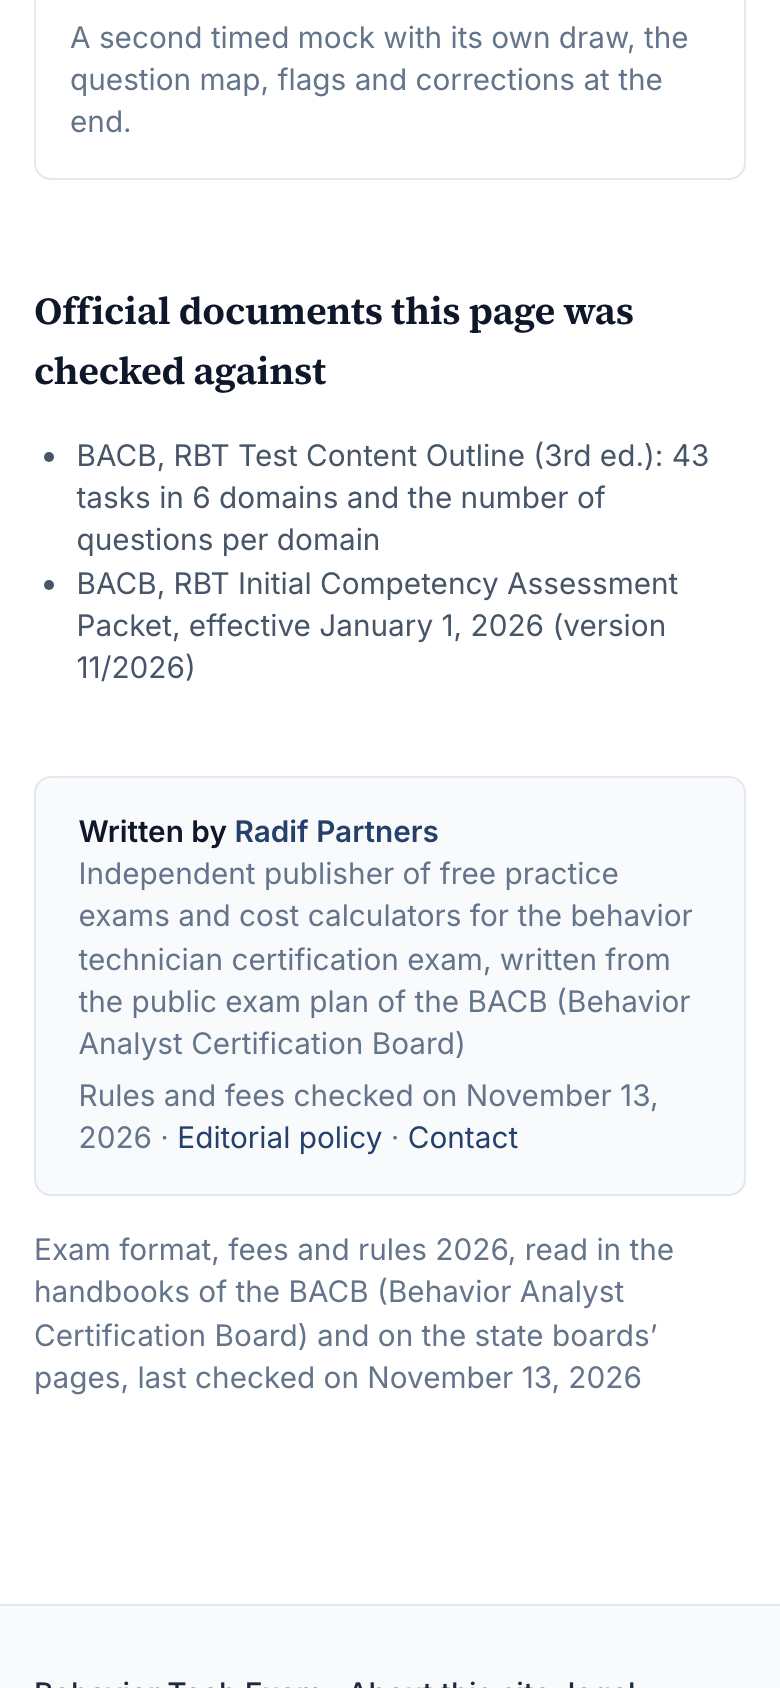 A second timed mock with its own draw, the
question map, flags and corrections at the
end.
Official documents this page was
checked against
• BACB, RBT Test Content Outline (3rd ed.): 43
tasks in 6 domains and the number of
questions per domain
• BACB, RBT Initial Competency Assessment
Packet, effective January 1, 2026 (version
11/2026)
Written by Radif Partners
Independent publisher of free practice
exams and cost calculators for the behavior
technician certification exam, written from
the public exam plan of the BACB (Behavior
Analyst Certification Board)
Rules and fees checked on November 13,
2026 · Editorial policy · Contact
Exam format, fees and rules 2026, read in the
handbooks of the BACB (Behavior Analyst
Certification Board) and on the state boards’
pages, last checked on November 13, 2026